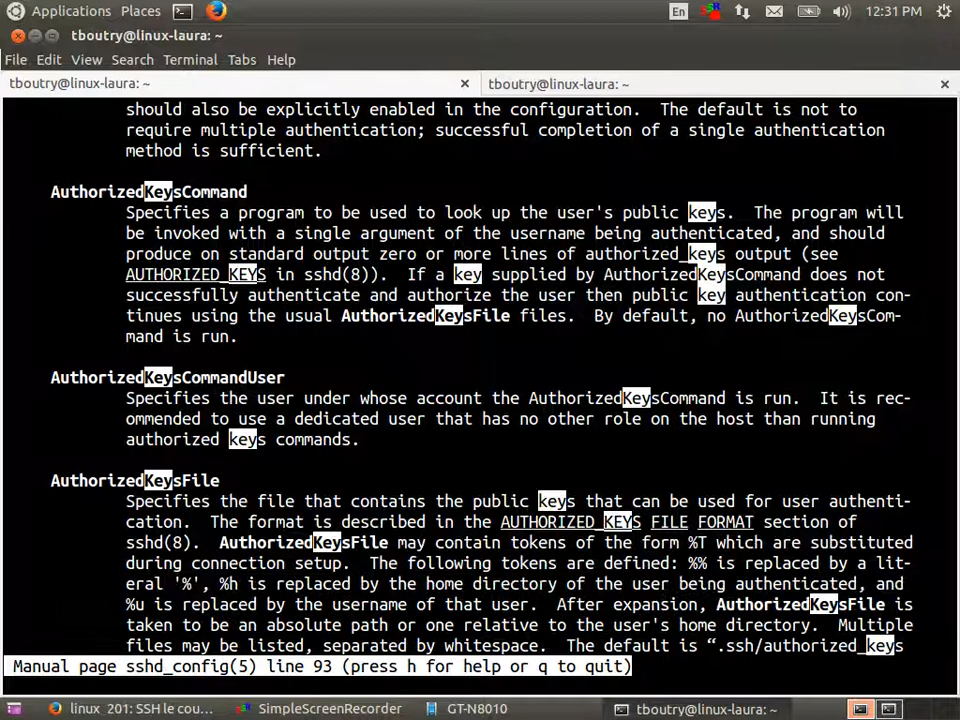 Applications Places En 12:31 PM
tboutry@linux-laura: ~
File Edit View Search Terminal Tabs Help
tboutry@linux-laura: ~ × tboutry@linux-laura: ~ ×
should also be explicitly enabled in the configuration.  The default is not to
require multiple authentication; successful completion of a single authentication
method is sufficient.
AuthorizedKeysCommand
Specifies a program to be used to look up the user's public keys.  The program will
be invoked with a single argument of the username being authenticated, and should
produce on standard output zero or more lines of authorized_keys output (see
AUTHORIZED_KEYS in sshd(8)).  If a key supplied by AuthorizedKeysCommand does not
successfully authenticate and authorize the user then public key authentication con-
tinues using the usual AuthorizedKeysFile files.  By default, no AuthorizedKeysCom-
mand is run.
AuthorizedKeysCommandUser
Specifies the user under whose account the AuthorizedKeysCommand is run.  It is rec-
ommended to use a dedicated user that has no other role on the host than running
authorized keys commands.
AuthorizedKeysFile
Specifies the file that contains the public keys that can be used for user authenti-
cation.  The format is described in the AUTHORIZED_KEYS FILE FORMAT section of
sshd(8).  AuthorizedKeysFile may contain tokens of the form %T which are substituted
during connection setup.  The following tokens are defined: %% is replaced by a lit-
eral '%', %h is replaced by the home directory of the user being authenticated, and
%u is replaced by the username of that user.  After expansion, AuthorizedKeysFile is
taken to be an absolute path or one relative to the user's home directory.  Multiple
files may be listed, separated by whitespace.  The default is “.ssh/authorized_keys
Manual page sshd_config(5) line 93 (press h for help or q to quit)
linux_201: SSH le cou... SimpleScreenRecorder GT-N8010 tboutry@linux-laura: ~